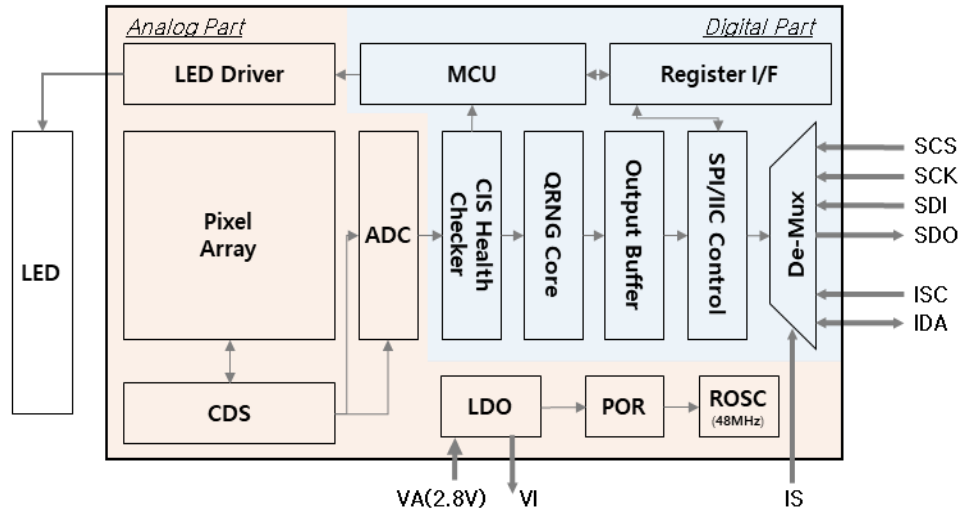 Analog Part
Digital Part
LED Driver
MCU
Register I/F
LED
Pixel
Array
ADC
CIS Health
Checker
QRNG Core
Output Buffer
SPI/IIC Control
De-Mux
SCS
SCK
SDI
SDO
ISC
IDA
CDS
LDO
POR
ROSC
(48MHz)
VA(2.8V)
VI
IS